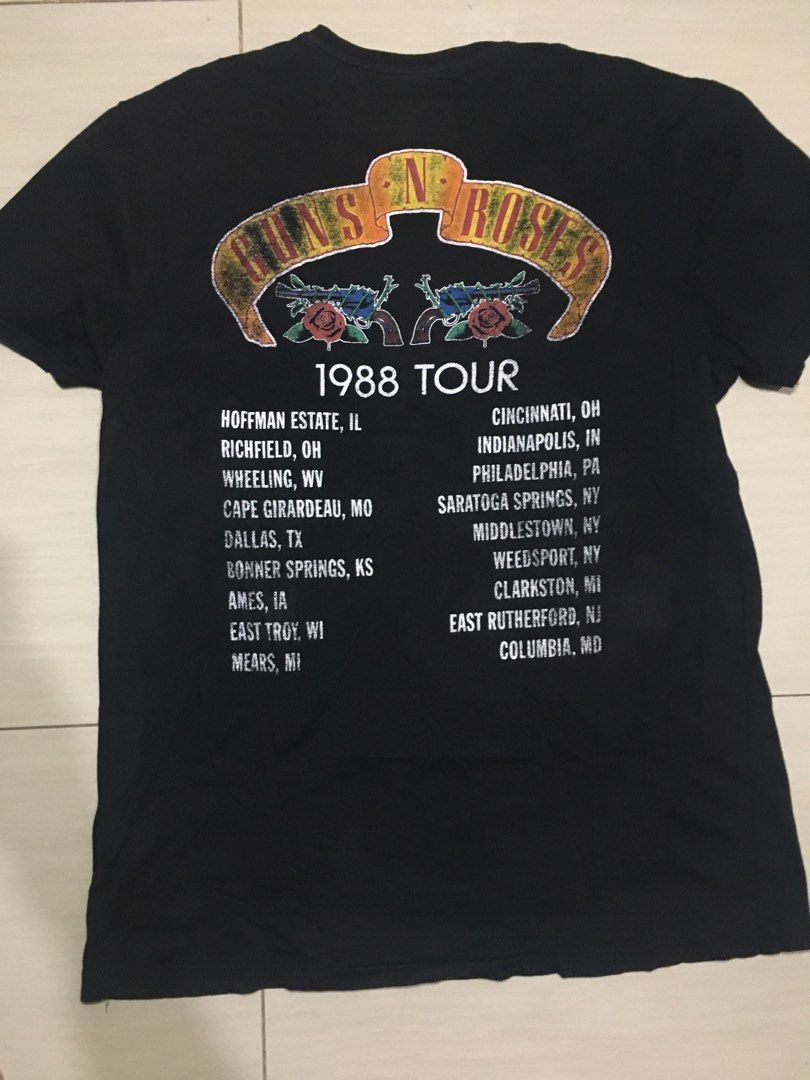 GUNS · N · ROSES
1988 TOUR
HOFFMAN ESTATE, IL
RICHFIELD, OH
WHEELING, WV
CAPE GIRARDEAU, MO
DALLAS, TX
BONNER SPRINGS, KS
AMES, IA
EAST TROY, WI
MEARS, MI
CINCINNATI, OH
INDIANAPOLIS, IN
PHILADELPHIA, PA
SARATOGA SPRINGS, NY
MIDDLESTOWN, NY
WEEDSPORT, NY
CLARKSTON, MI
EAST RUTHERFORD, NJ
COLUMBIA, MD